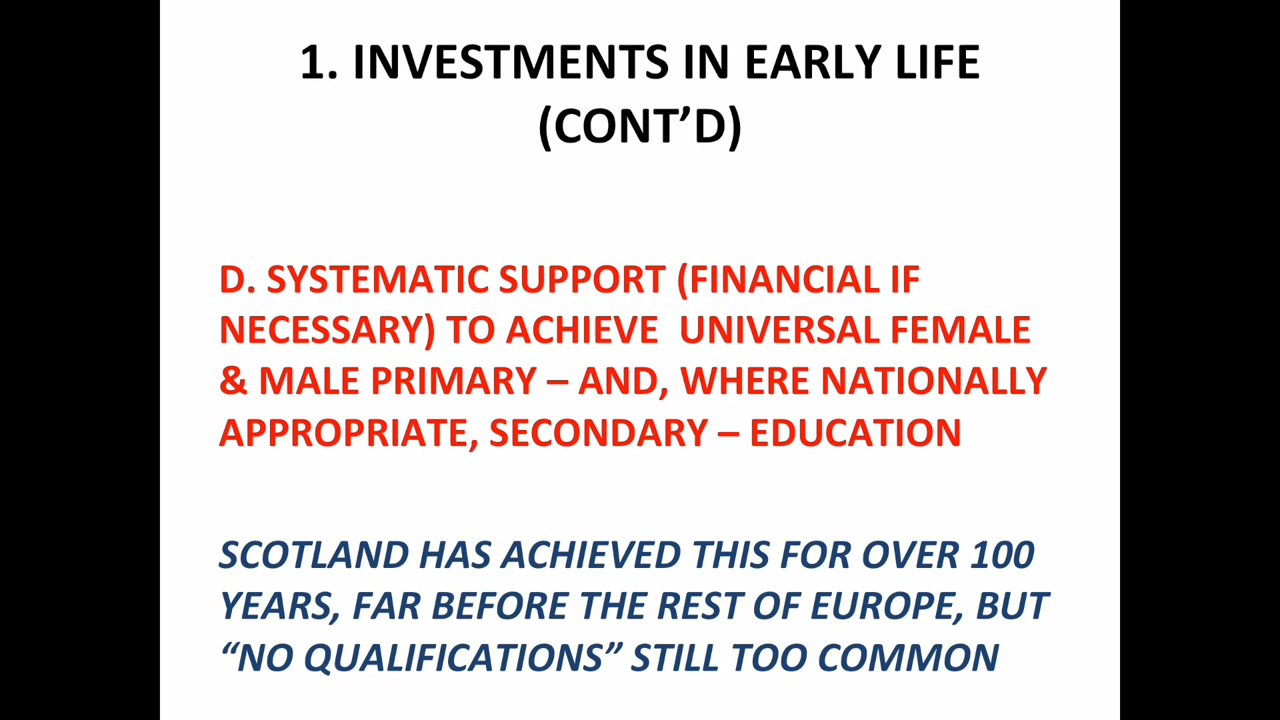 1. INVESTMENTS IN EARLY LIFE
(CONT’D)
D. SYSTEMATIC SUPPORT (FINANCIAL IF
NECESSARY) TO ACHIEVE  UNIVERSAL FEMALE
& MALE PRIMARY – AND, WHERE NATIONALLY
APPROPRIATE, SECONDARY – EDUCATION
SCOTLAND HAS ACHIEVED THIS FOR OVER 100
YEARS, FAR BEFORE THE REST OF EUROPE, BUT
“NO QUALIFICATIONS” STILL TOO COMMON